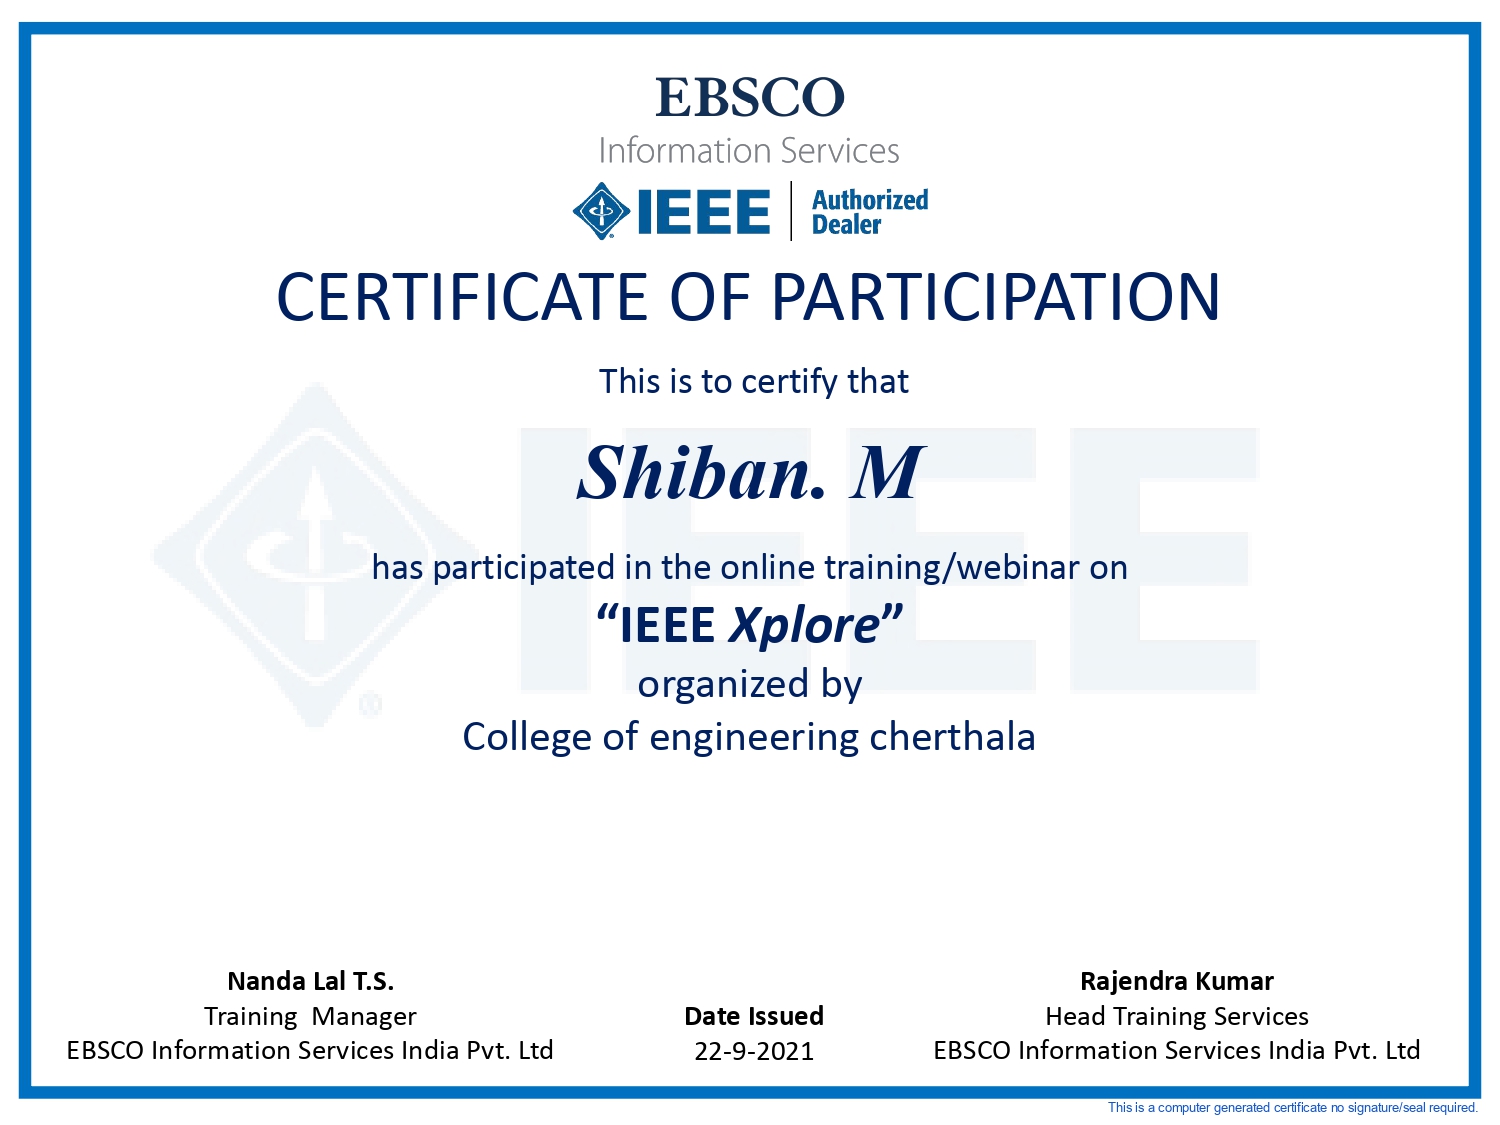 EBSCO
Information Services
IEEE Authorized
Dealer
CERTIFICATE OF PARTICIPATION
This is to certify that
Shiban. M
has participated in the online training/webinar on
“IEEE Xplore”
organized by
College of engineering cherthala
IEEE
®
Nanda Lal T.S.
Training Manager
EBSCO Information Services India Pvt. Ltd
Date Issued
22-9-2021
Rajendra Kumar
Head Training Services
EBSCO Information Services India Pvt. Ltd
This is a computer generated certificate no signature/seal required.